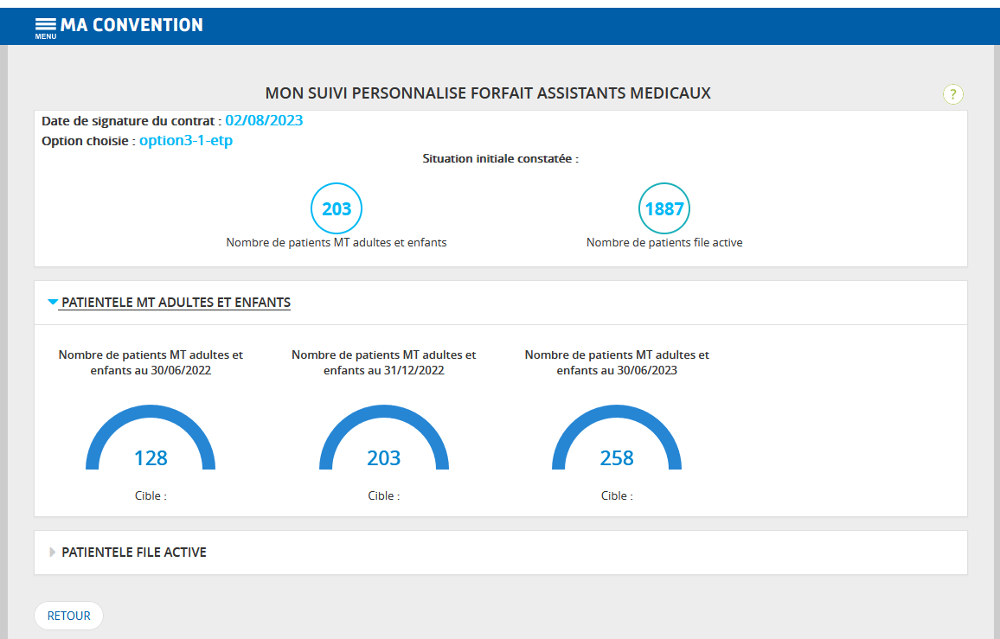 MENU
MA CONVENTION
MON SUIVI PERSONNALISE FORFAIT ASSISTANTS MEDICAUX
?
Date de signature du contrat : 02/08/2023
Option choisie : option3-1-etp
Situation initiale constatée :
203
1887
Nombre de patients MT adultes et enfants
Nombre de patients file active
PATIENTELE MT ADULTES ET ENFANTS
Nombre de patients MT adultes et
enfants au 30/06/2022
128
Cible :
Nombre de patients MT adultes et
enfants au 31/12/2022
203
Cible :
Nombre de patients MT adultes et
enfants au 30/06/2023
258
Cible :
PATIENTELE FILE ACTIVE
RETOUR